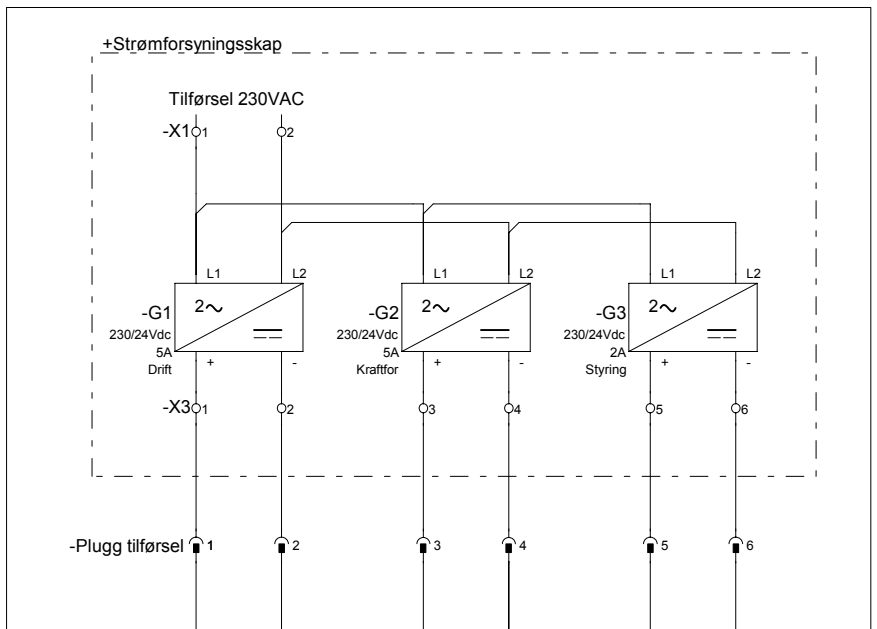 +Strømforsyningsskap
Tilførsel 230VAC
-X1 1 2
L1 L2 L1 L2 L1 L2
-G1 2~ -G2 2~ -G3 2~
230/24Vdc 230/24Vdc 230/24Vdc
5A 5A 2A
Drift + - Kraftfor + - Styring + -
-X3 1 2 3 4 5 6
-Plugg tilførsel 1 2 3 4 5 6